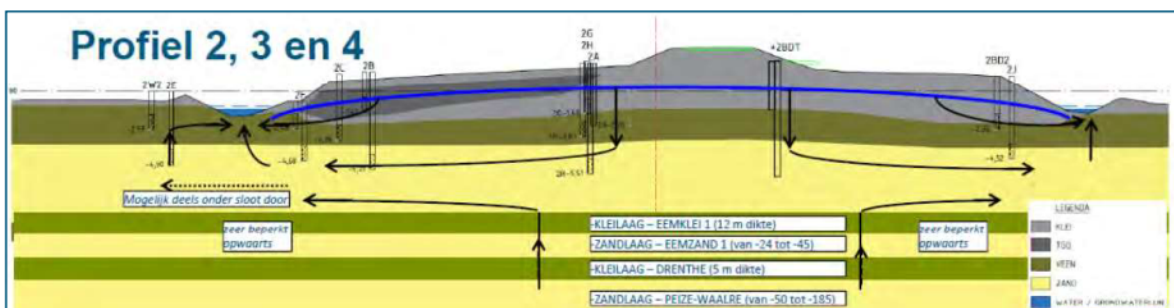 Profiel 2, 3 en 4
2G
2H
2A
+2BDT
2C
2B
2BD2
2J
2W2
2E
2F
-4,90
-4,60
-4,52
Mogelijk deels onder sloot door
zeer beperkt
opwaarts
-KLEILAAG – EEMKLEI 1 (12 m dikte)
-ZANDLAAG – EEMZAND 1 (van -24 tot -45)
-KLEILAAG – DRENTHE (5 m dikte)
-ZANDLAAG – PEIZE-WAALRE (van -50 tot -185)
zeer beperkt
opwaarts
LEGENDA
KLEI
VEEN
ZAND
WATER / GRONDWATERLIJN